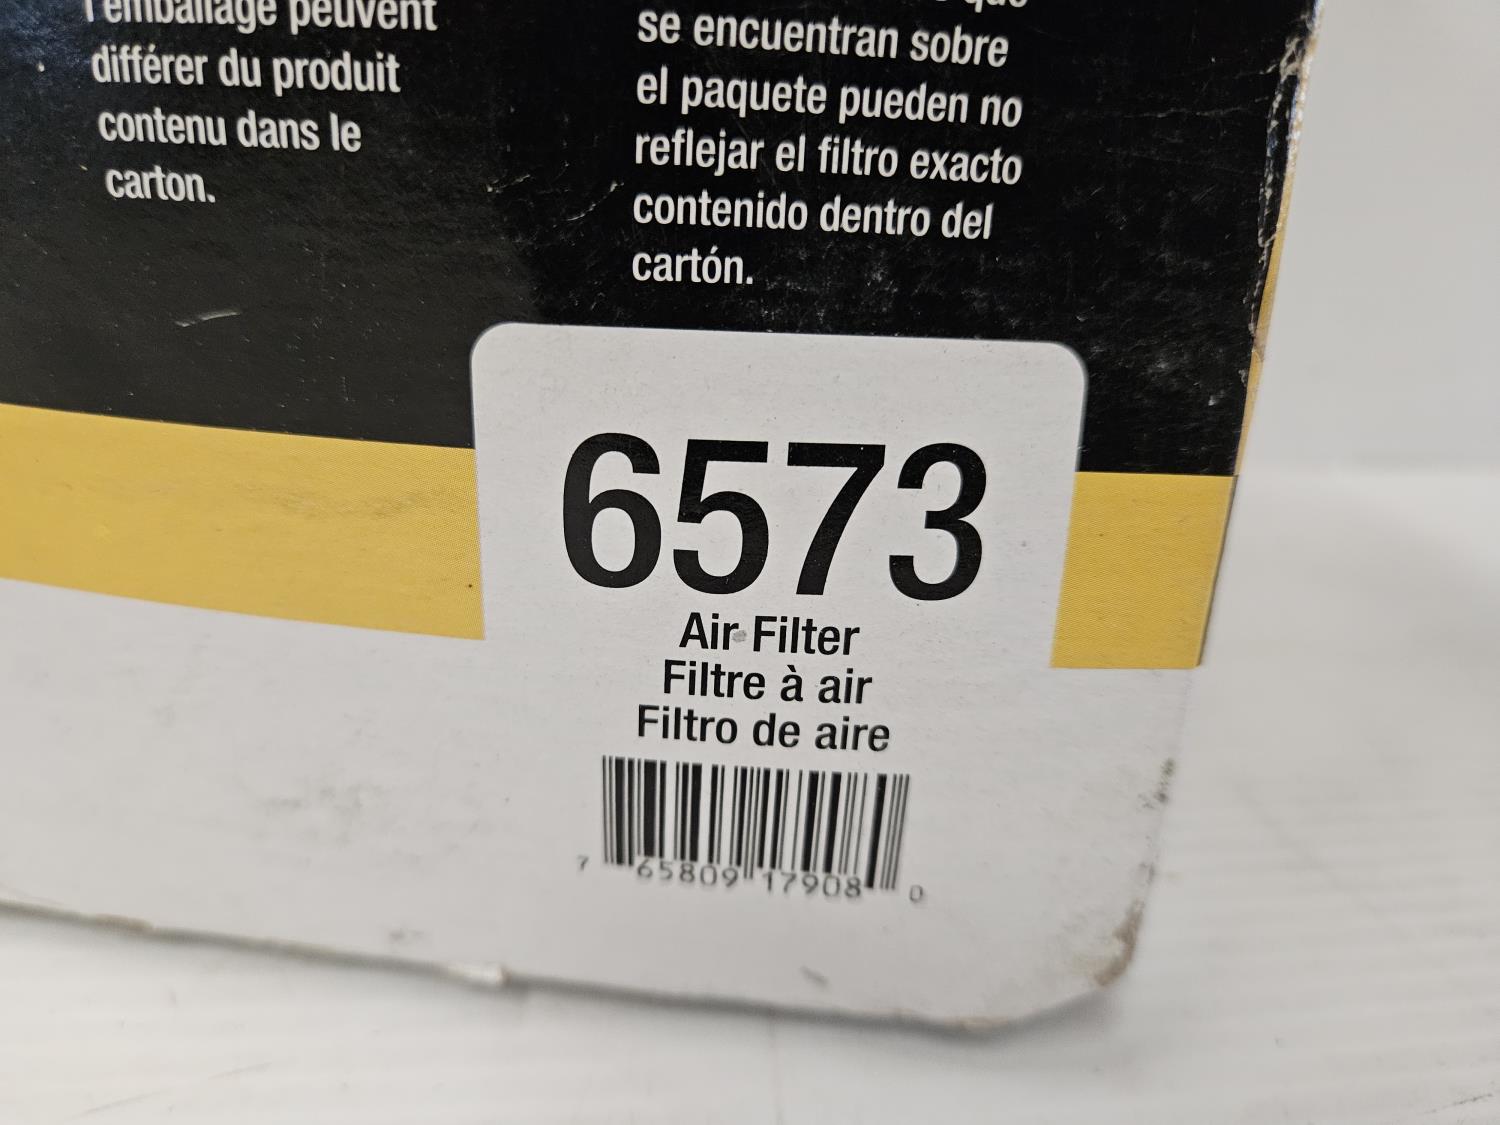 l'emballage peuvent
différer du produit
contenu dans le
carton.
que
se encuentran sobre
el paquete pueden no
reflejar el filtro exacto
contenido dentro del
cartón.
6573
Air Filter
Filtre à air
Filtro de aire
7 65809 17908 0